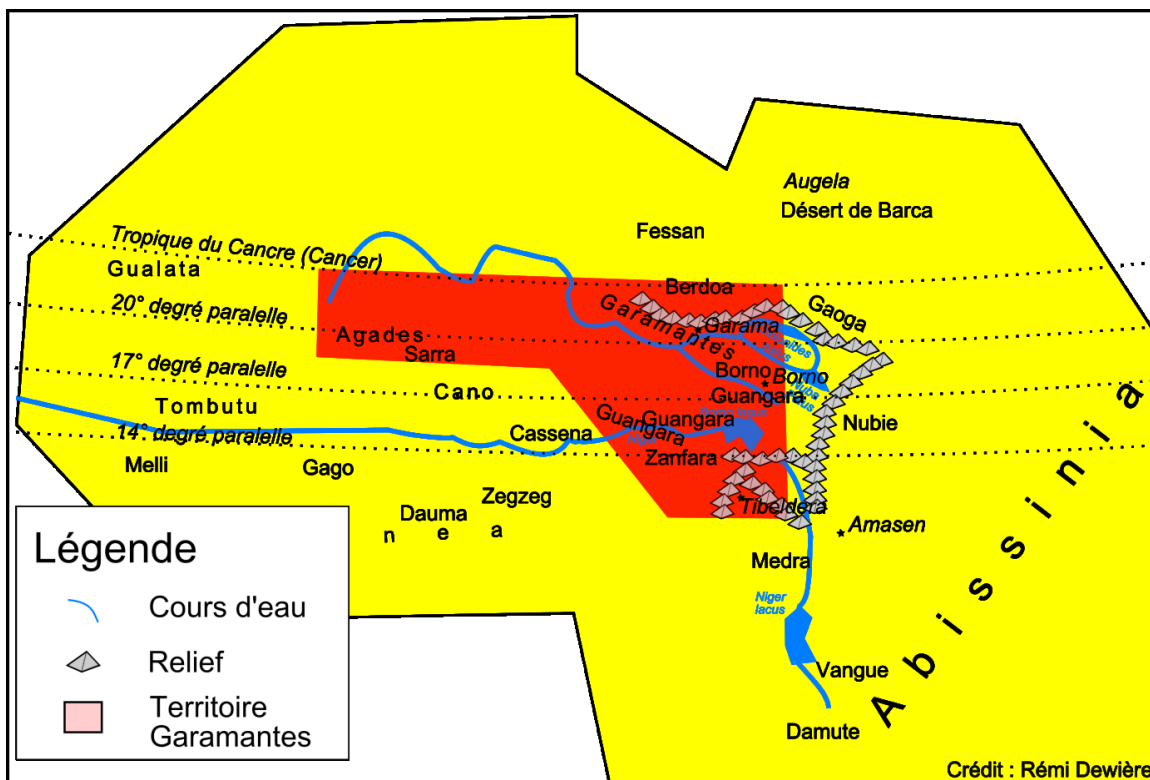 Augela
Désert de Barca
Fessan
Tropique du Cancre (Cancer)
Gualata
Berdoa
Gaoga
20° degré paralelle
Garamantes
Garama
Agades
Sarra
17° degré paralelle
Borno
Borno
Nuba
Cano
Guangara
Tombutu
Guangara
Guangara
Nubie
14° degré paralelle
Cassena
Niger
Melli
Gago
Zanfara
Zegzeg
Tibeldera
Dauma
n e a
Amasen
Abissinia
Medra
Niger
lacus
Vangue
Damute
Légende
Cours d'eau
Relief
Territoire
Garamantes
Crédit : Rémi Dewière